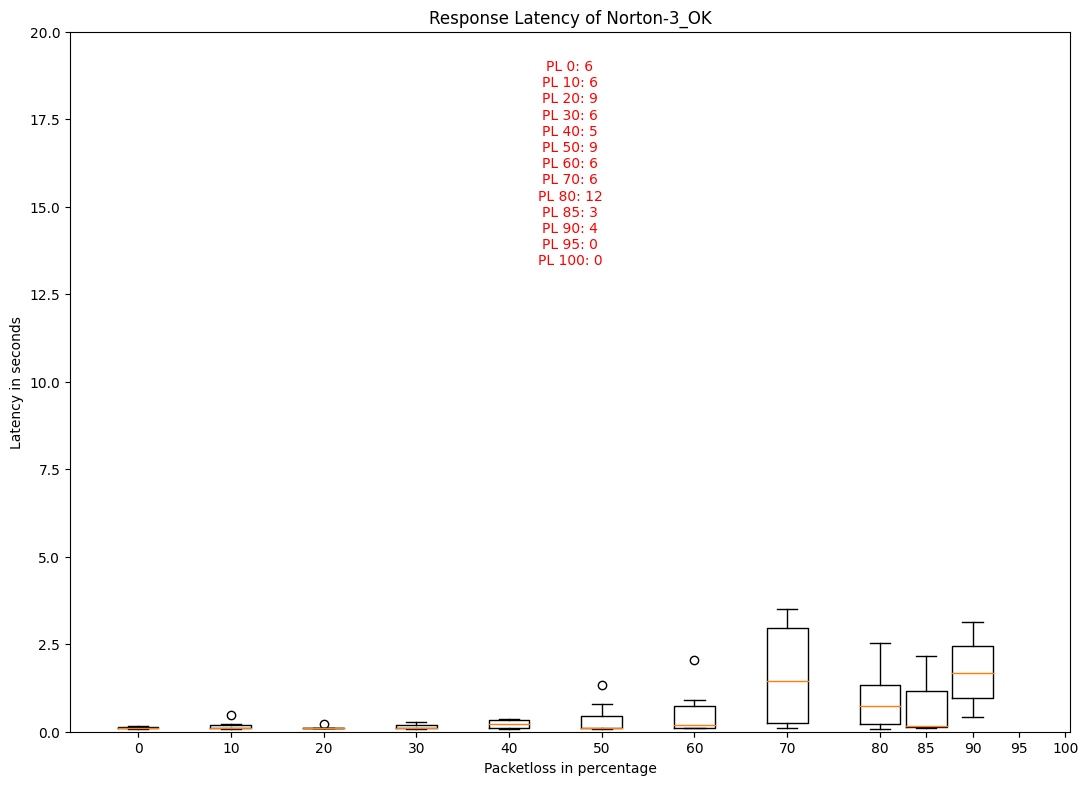 Response Latency of Norton-3_OK
20.0
17.5
15.0
12.5
10.0
7.5
5.0
2.5
0.0
Latency in seconds
PL 0: 6
PL 10: 6
PL 20: 9
PL 30: 6
PL 40: 5
PL 50: 9
PL 60: 6
PL 70: 6
PL 80: 12
PL 85: 3
PL 90: 4
PL 95: 0
PL 100: 0
0 10 20 30 40 50 60 70 80 85 90 95 100
Packetloss in percentage